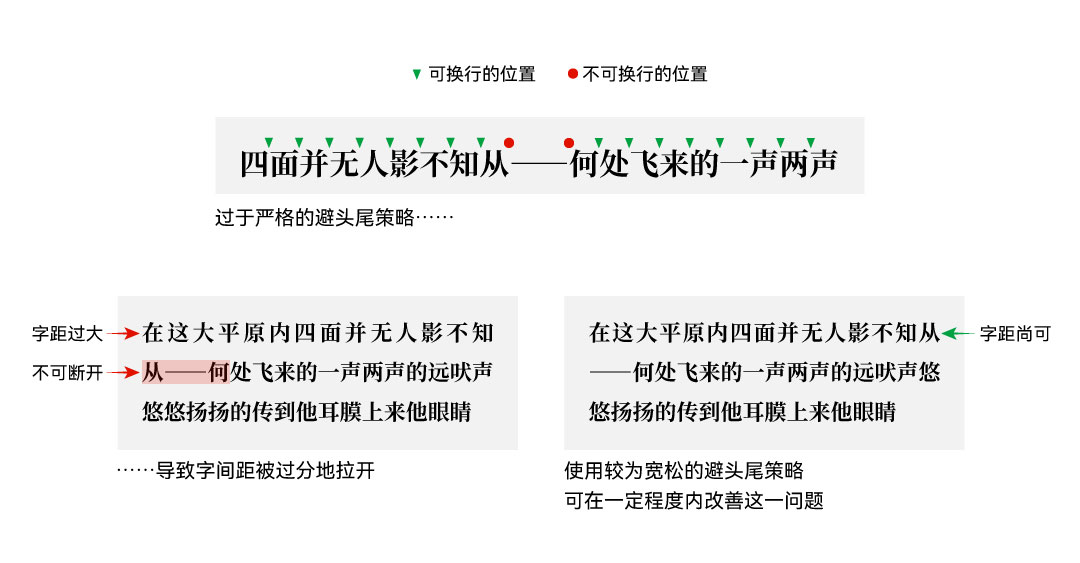 可换行的位置
不可换行的位置
四面并无人影不知从——何处飞来的一声两声
过于严格的避头尾策略……
字距过大
在这大平原内四面并无人影不知
不可断开
从——何处飞来的一声两声的远吠声
悠悠扬扬的传到他耳膜上来他眼睛
……导致字间距被过分地拉开
在这大平原内四面并无人影不知从
字距尚可
——何处飞来的一声两声的远吠声悠
悠扬扬的传到他耳膜上来他眼睛
使用较为宽松的避头尾策略
可在一定程度内改善这一问题